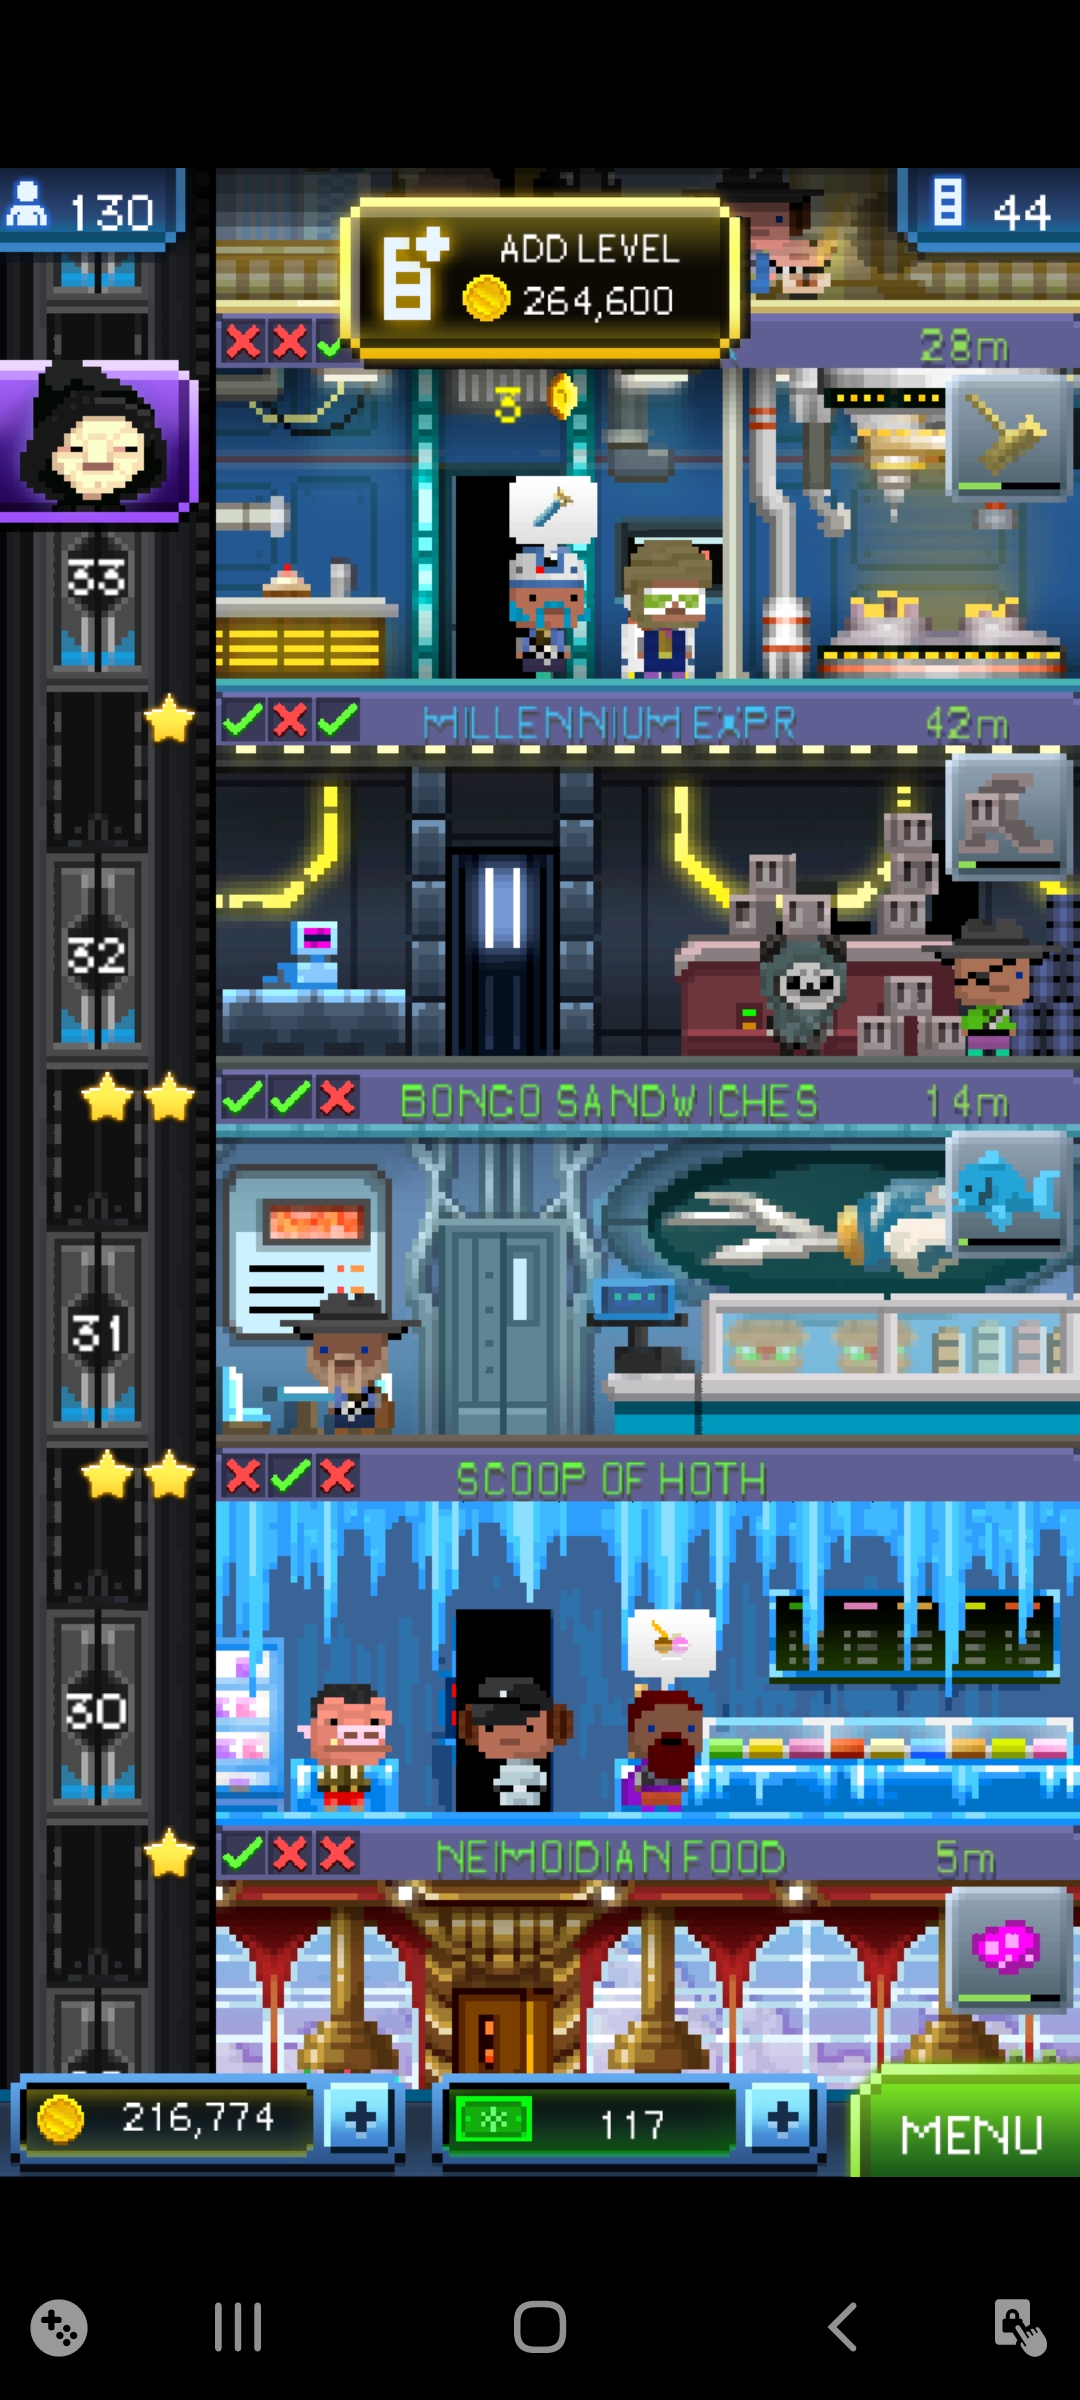 130
44
ADD LEVEL
264,600
28m
3
33
MILLENNIUM EXPR
42m
32
BONGO SANDWICHES
14m
31
SCOOP OF HOTH
30
NEIMOIDIAN FOOD
5m
216,774
117
MENU